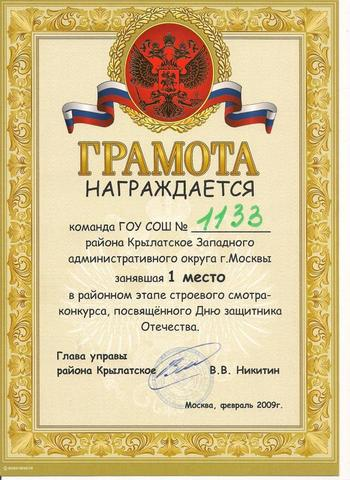 ГРАМОТА
НАГРАЖДАЕТСЯ
команда ГОУ СОШ № 1133
района Крылатское Западного
административного округа г.Москвы
занявшая 1 место
в районном этапе строевого смотра-
конкурса, посвящённого Дню защитника
Отечества.
Глава управы
района Крылатское В.В. Никитин
Москва, февраль 2009г.